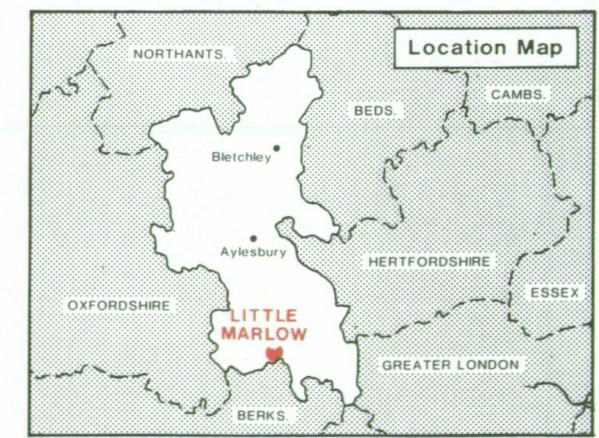 Location Map
NORTHANTS.
CAMBS.
BEDS.
Bletchley
Aylesbury
HERTFORDSHIRE
ESSEX
OXFORDSHIRE
LITTLE
MARLOW
GREATER LONDON
BERKS.